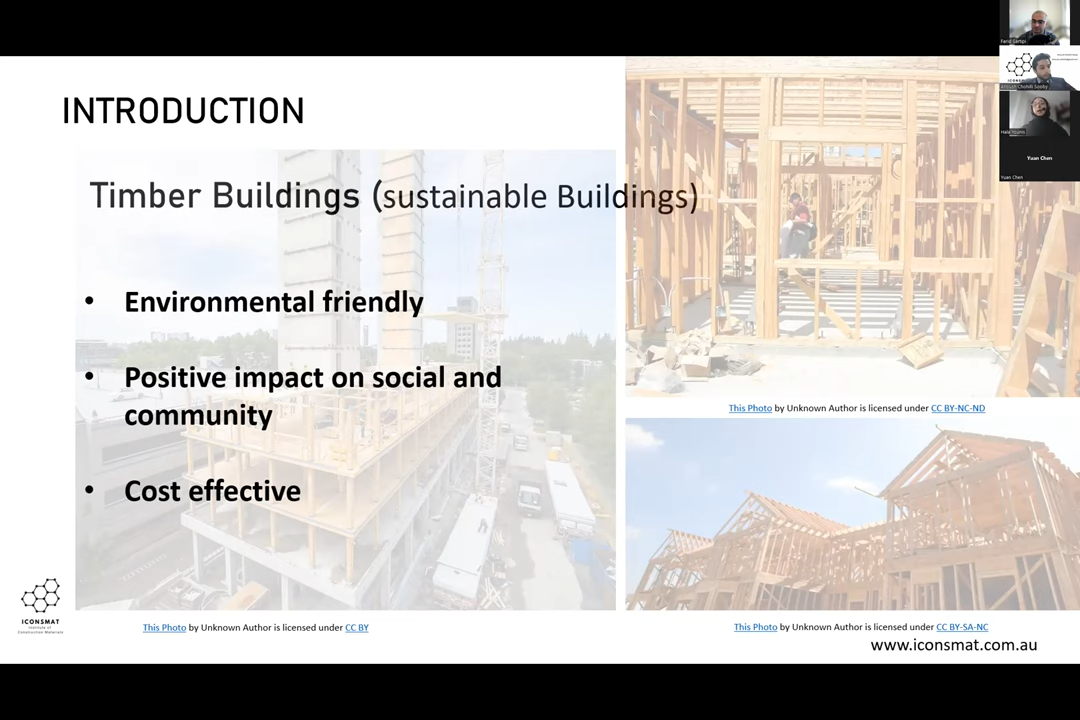 INTRODUCTION
Timber Buildings (sustainable Buildings)
• Environmental friendly
• Positive impact on social and
community
• Cost effective
This Photo by Unknown Author is licensed under CC BY-NC-ND
This Photo by Unknown Author is licensed under CC BY
This Photo by Unknown Author is licensed under CC BY-SA-NC
www.iconsmat.com.au
ICONSMAT
Institute of
Construction Materials
Yuan Chen
Yuan Chen
Hala Younis